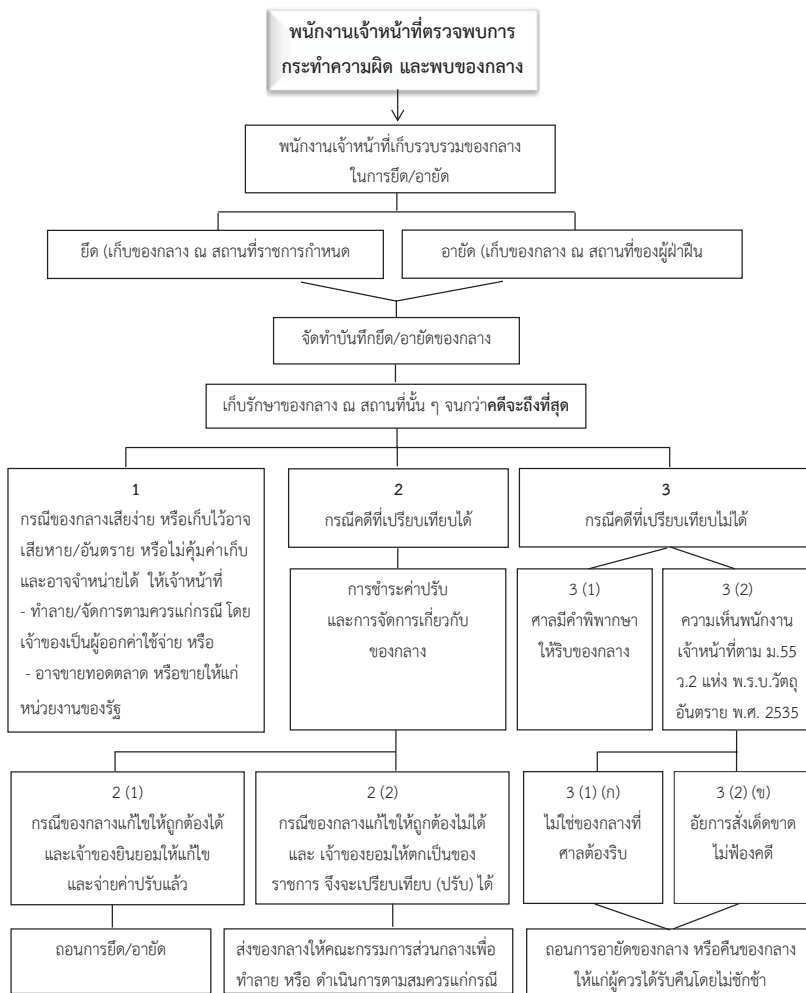 พนักงานเจ้าหน้าที่ตรวจพบการ
กระทำความผิด และพบของกลาง
พนักงานเจ้าหน้าที่เก็บรวบรวมของกลาง
ในการยึด/อายัด
ยึด (เก็บของกลาง ณ สถานที่ราชการกำหนด
อายัด (เก็บของกลาง ณ สถานที่ของผู้ฝ่าฝืน
จัดทำบันทึกยึด/อายัดของกลาง
เก็บรักษาของกลาง ณ สถานที่นั้น ๆ จนกว่าคดีจะถึงที่สุด
1
กรณีของกลางเสียง่าย หรือเก็บไว้อาจ
เสียหาย/อันตราย หรือไม่คุ้มค่าเก็บ
และอาจจำหน่ายได้ ให้เจ้าหน้าที่
- ทำลาย/จัดการตามควรแก่กรณี โดย
เจ้าของเป็นผู้ออกค่าใช้จ่าย หรือ
- อาจขายทอดตลาด หรือขายให้แก่
หน่วยงานของรัฐ
2
กรณีคดีที่เปรียบเทียบได้
3
กรณีคดีที่เปรียบเทียบไม่ได้
การชำระค่าปรับ
และการจัดการเกี่ยวกับ
ของกลาง
3 (1)
ศาลมีคำพิพากษา
ให้ริบของกลาง
3 (2)
ความเห็นพนักงาน
เจ้าหน้าที่ตาม ม.55
ว.2 แห่ง พ.ร.บ.วัตถุ
อันตราย พ.ศ. 2535
2 (1)
กรณีของกลางแก้ไขให้ถูกต้องได้
และเจ้าของยินยอมให้แก้ไข
และจ่ายค่าปรับแล้ว
2 (2)
กรณีของกลางแก้ไขให้ถูกต้องไม่ได้
และ เจ้าของยอมให้ตกเป็นของ
ราชการ จึงจะเปรียบเทียบ (ปรับ) ได้
3 (1) (ก)
ไม่ใช่ของกลางที่
ศาลต้องริบ
3 (2) (ข)
อัยการสั่งเด็ดขาด
ไม่ฟ้องคดี
ถอนการยึด/อายัด
ส่งของกลางให้คณะกรรมการส่วนกลางเพื่อ
ทำลาย หรือ ดำเนินการตามสมควรแก่กรณี
ถอนการอายัดของกลาง หรือคืนของกลาง
ให้แก่ผู้ควรได้รับคืนโดยไม่ชักช้า